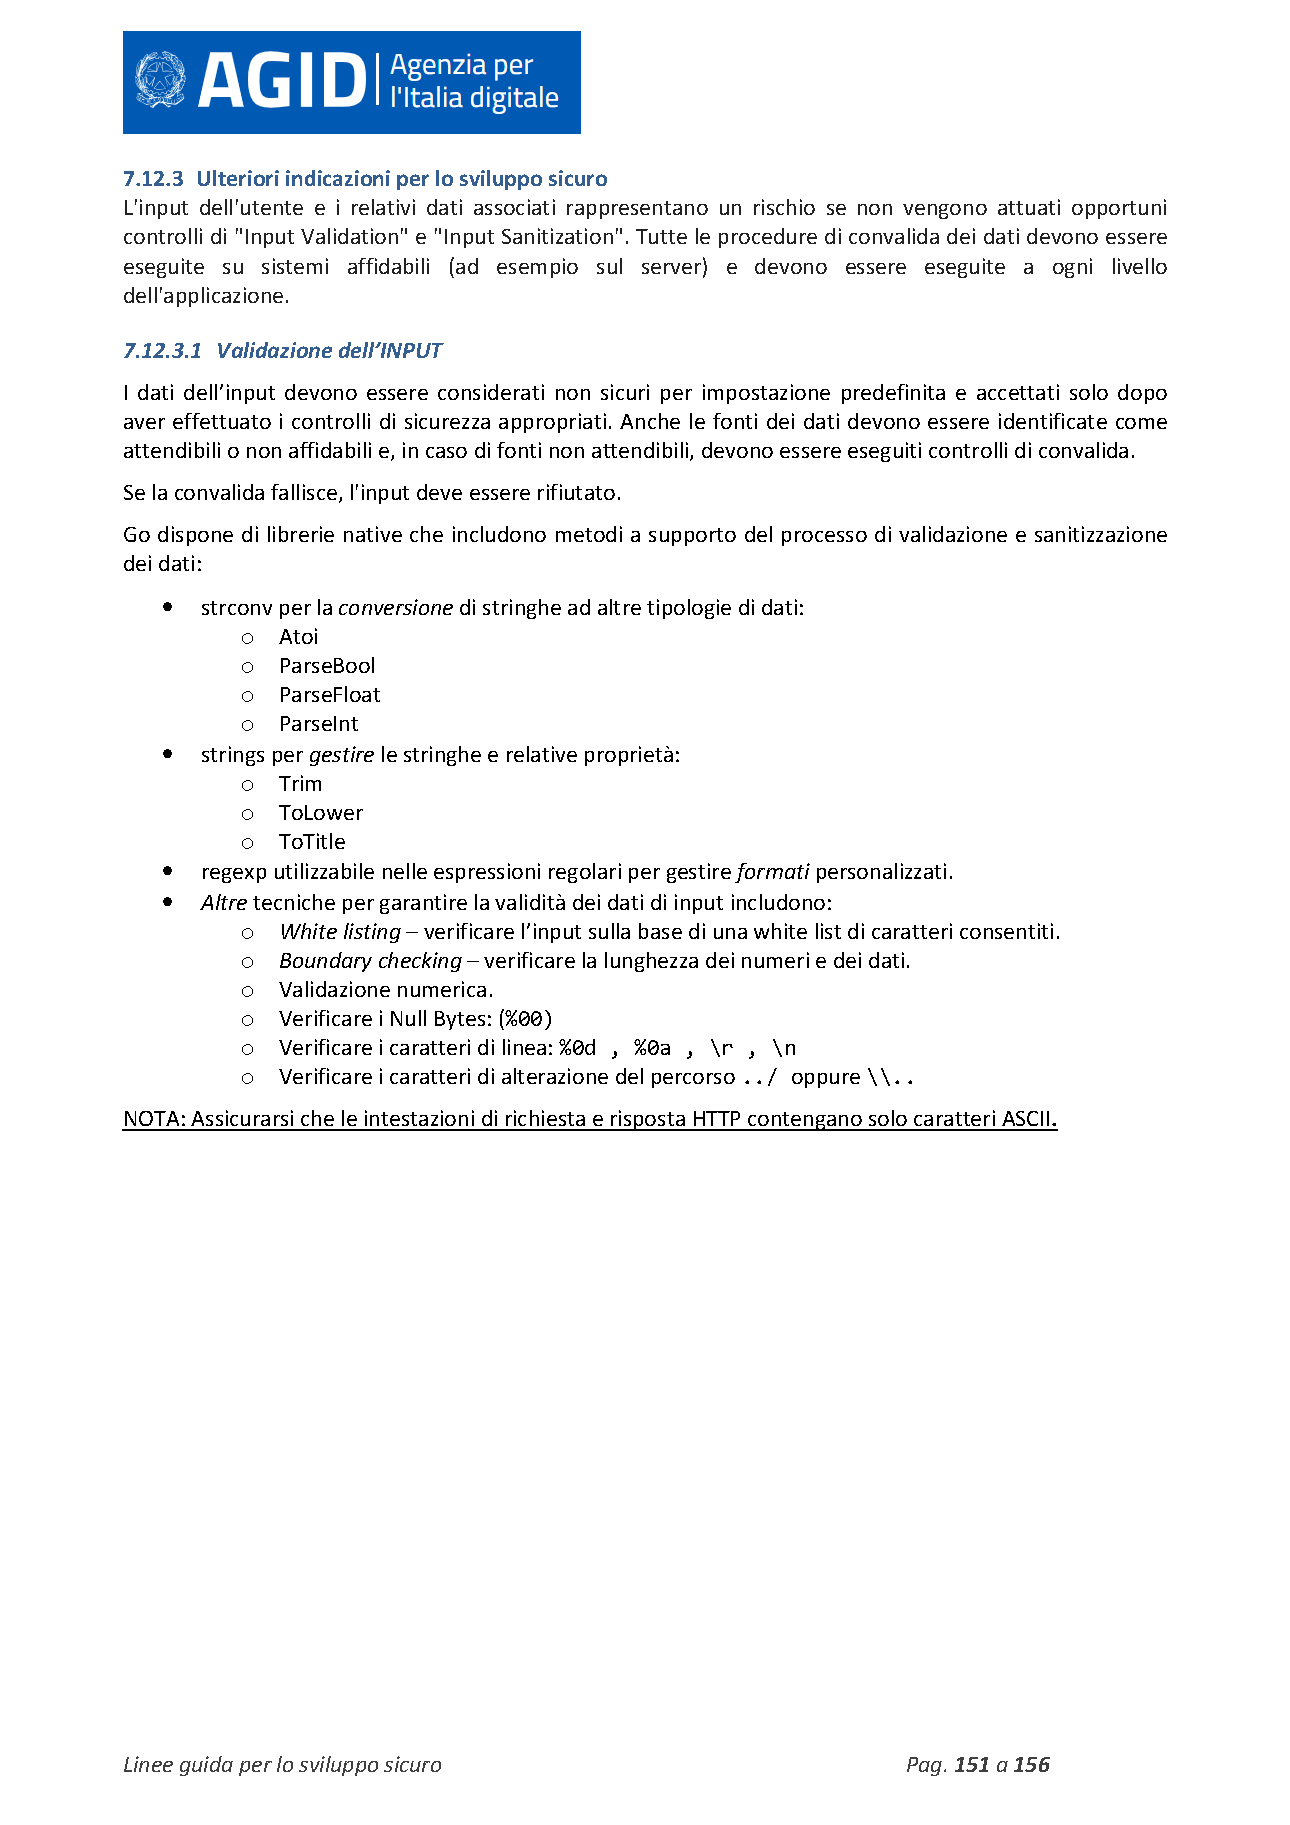 AGID Agenzia per
l'Italia digitale
7.12.3 Ulteriori indicazioni per lo sviluppo sicuro
L'input dell'utente e i relativi dati associati rappresentano un rischio se non vengono attuati opportuni
controlli di "Input Validation" e "Input Sanitization". Tutte le procedure di convalida dei dati devono essere
eseguite su sistemi affidabili (ad esempio sul server) e devono essere eseguite a ogni livello
dell'applicazione.
7.12.3.1 Validazione dell’INPUT
I dati dell’input devono essere considerati non sicuri per impostazione predefinita e accettati solo dopo
aver effettuato i controlli di sicurezza appropriati. Anche le fonti dei dati devono essere identificate come
attendibili o non affidabili e, in caso di fonti non attendibili, devono essere eseguiti controlli di convalida.
Se la convalida fallisce, l'input deve essere rifiutato.
Go dispone di librerie native che includono metodi a supporto del processo di validazione e sanitizzazione
dei dati:
• strconv per la conversione di stringhe ad altre tipologie di dati:
o Atoi
o ParseBool
o ParseFloat
o ParseInt
• strings per gestire le stringhe e relative proprietà:
o Trim
o ToLower
o ToTitle
• regexp utilizzabile nelle espressioni regolari per gestire formati personalizzati.
• Altre tecniche per garantire la validità dei dati di input includono:
o White listing – verificare l’input sulla base di una white list di caratteri consentiti.
o Boundary checking – verificare la lunghezza dei numeri e dei dati.
o Validazione numerica.
o Verificare i Null Bytes: (%00)
o Verificare i caratteri di linea: %0d , %0a , \r , \n
o Verificare i caratteri di alterazione del percorso ../ oppure \\..
NOTA: Assicurarsi che le intestazioni di richiesta e risposta HTTP contengano solo caratteri ASCII.
Linee guida per lo sviluppo sicuro Pag. 151 a 156